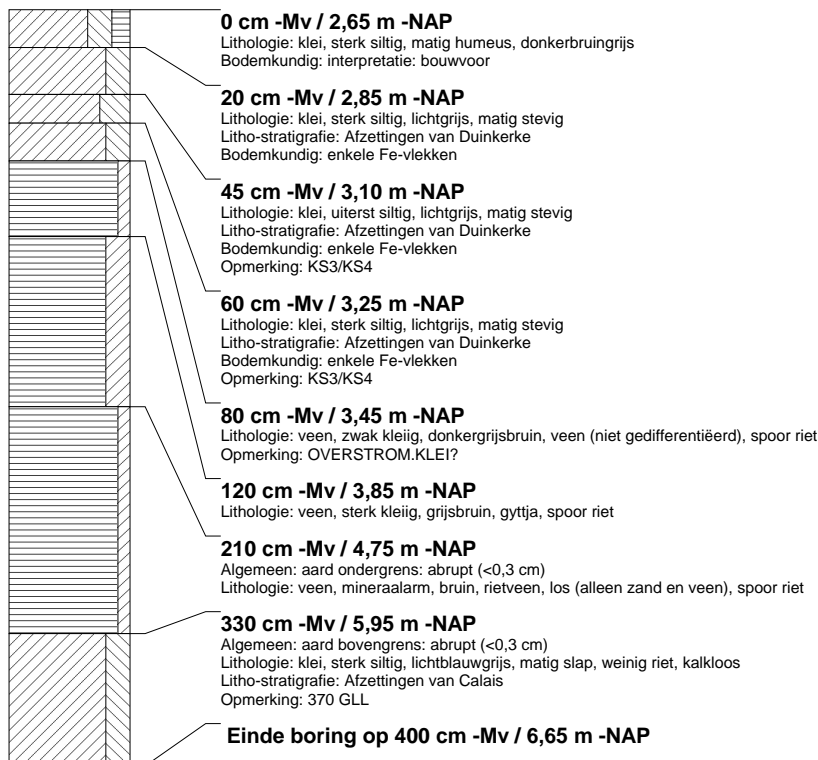 0 cm -Mv / 2,65 m -NAP
Lithologie: klei, sterk siltig, matig humeus, donkerbruingrijs
Bodemkundig: interpretatie: bouwvoor
20 cm -Mv / 2,85 m -NAP
Lithologie: klei, sterk siltig, lichtgrijs, matig stevig
Litho-stratigrafie: Afzettingen van Duinkerke
Bodemkundig: enkele Fe-vlekken
45 cm -Mv / 3,10 m -NAP
Lithologie: klei, uiterst siltig, lichtgrijs, matig stevig
Litho-stratigrafie: Afzettingen van Duinkerke
Bodemkundig: enkele Fe-vlekken
Opmerking: KS3/KS4
60 cm -Mv / 3,25 m -NAP
Lithologie: klei, sterk siltig, lichtgrijs, matig stevig
Litho-stratigrafie: Afzettingen van Duinkerke
Bodemkundig: enkele Fe-vlekken
Opmerking: KS3/KS4
80 cm -Mv / 3,45 m -NAP
Lithologie: veen, zwak kleiig, donkergrijsbruin, veen (niet gedifferentiëerd), spoor riet
Opmerking: OVERSTROM.KLEI?
120 cm -Mv / 3,85 m -NAP
Lithologie: veen, sterk kleiig, grijsbruin, gyttja, spoor riet
210 cm -Mv / 4,75 m -NAP
Algemeen: aard ondergrens: abrupt (<0,3 cm)
Lithologie: veen, mineraalarm, bruin, rietveen, los (alleen zand en veen), spoor riet
330 cm -Mv / 5,95 m -NAP
Algemeen: aard bovengrens: abrupt (<0,3 cm)
Lithologie: klei, sterk siltig, lichtblauwgrijs, matig slap, weinig riet, kalkloos
Litho-stratigrafie: Afzettingen van Calais
Opmerking: 370 GLL
Einde boring op 400 cm -Mv / 6,65 m -NAP